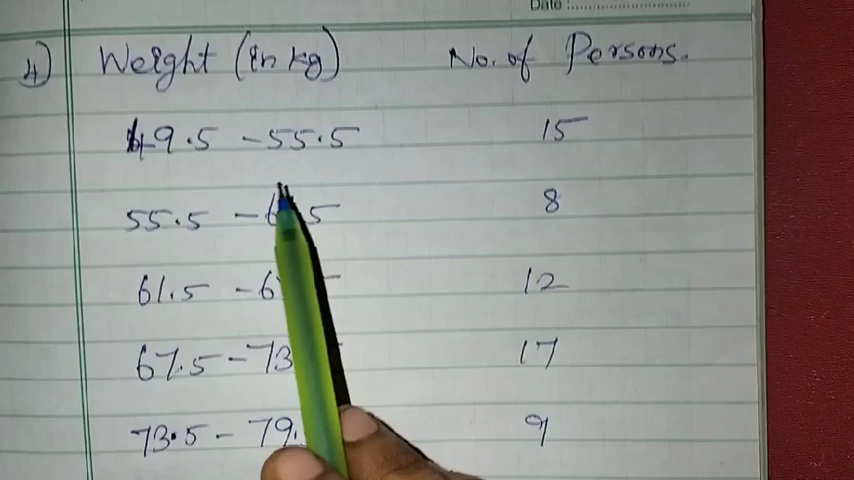 Date :
4) Weight (in kg) No. of Persons.
49.5 - 55.5 15
55.5 - 8
61.5 - 12
67.5 - 73 17
73.5 - 79. 9